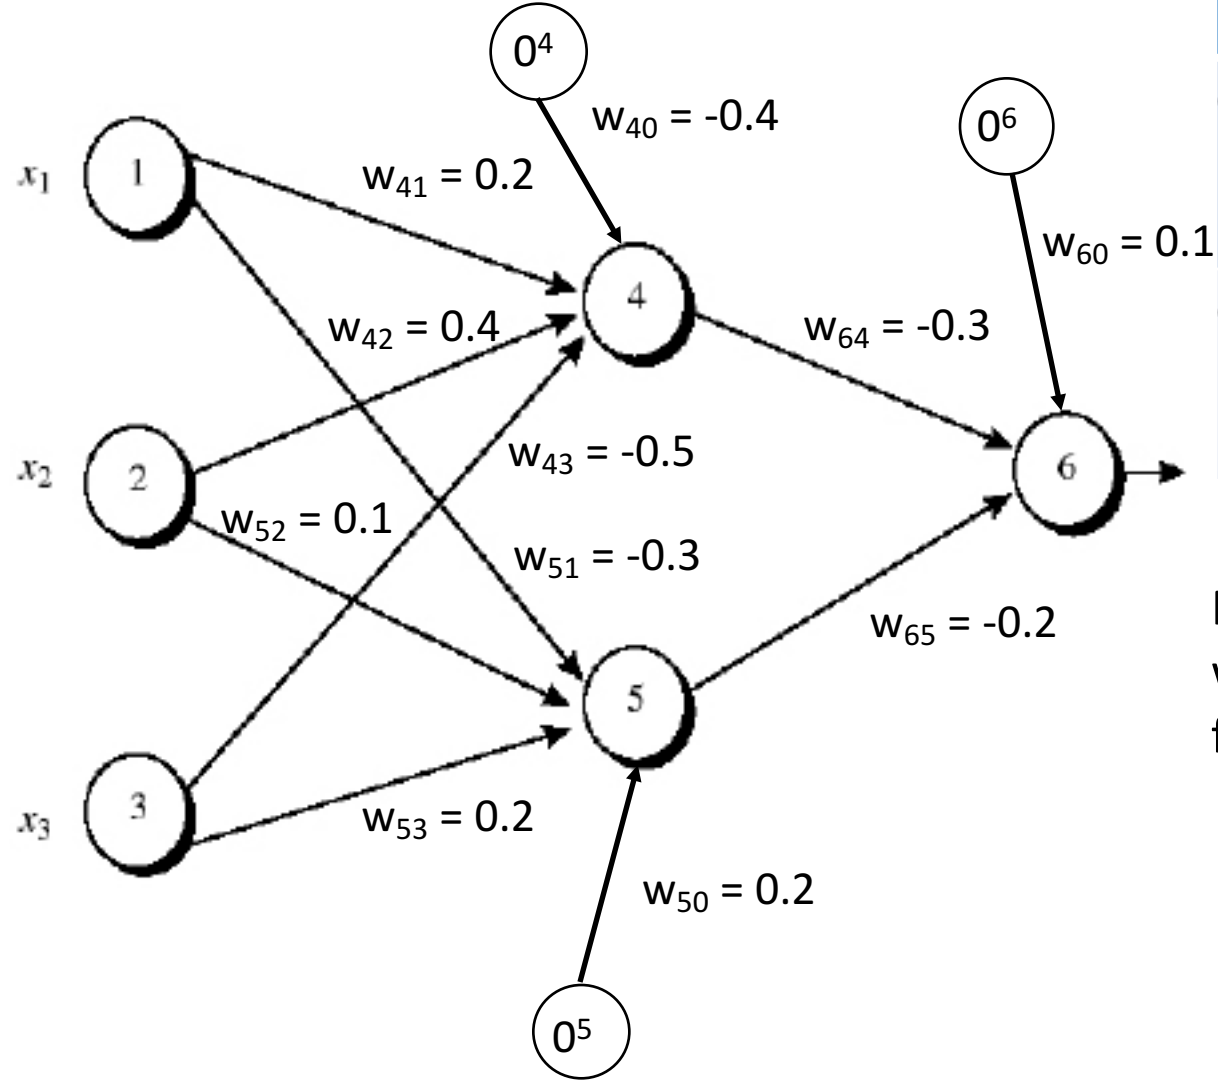 0⁴
w₄₀ = -0.4
0⁶
x₁
1
w₄₁ = 0.2
w₆₀ = 0.1
4
w₄₂ = 0.4
w₆₄ = -0.3
x₂
2
w₄₃ = -0.5
6
w₅₂ = 0.1
w₅₁ = -0.3
w₆₅ = -0.2
5
x₃
3
w₅₃ = 0.2
w₅₀ = 0.2
0⁵